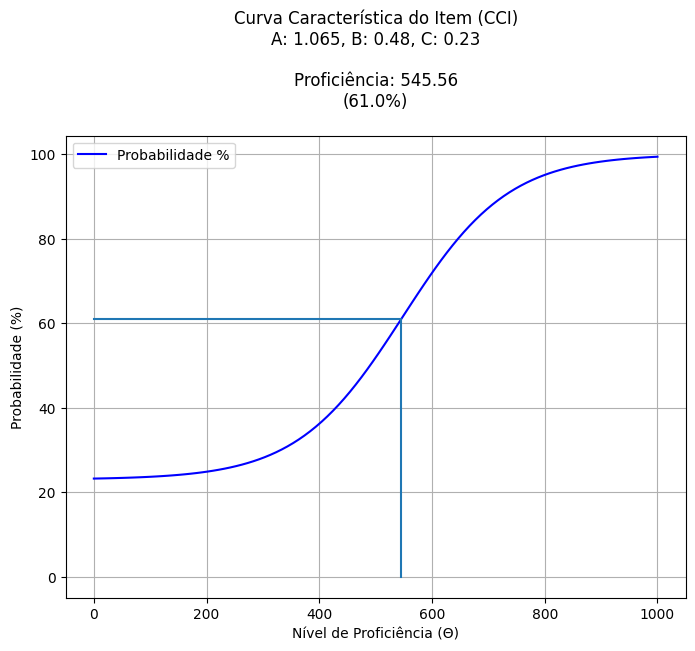 Curva Característica do Item (CCI)
A: 1.065, B: 0.48, C: 0.23
Proficiência: 545.56
(61.0%)
Probabilidade %
100
80
60
40
20
0
Probabilidade (%)
0 200 400 600 800 1000
Nível de Proficiência (Θ)